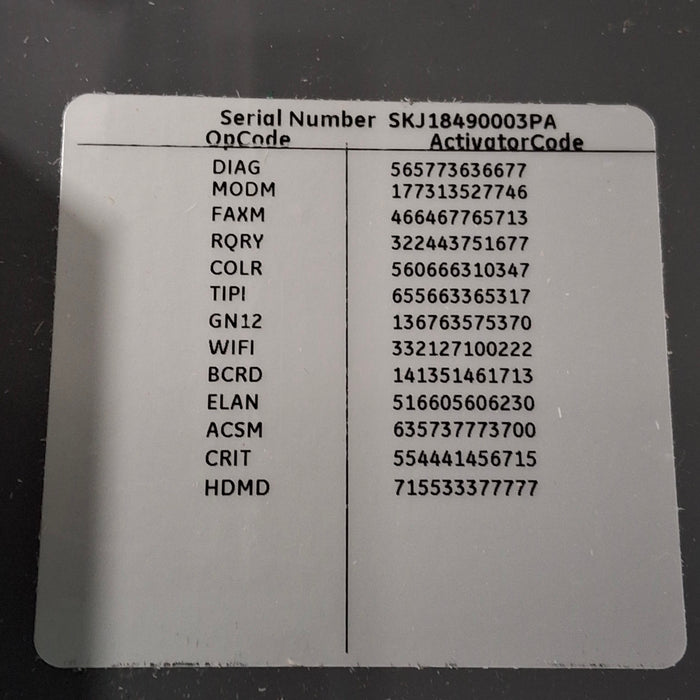 Serial Number SKJ18490003PA
OpCode ActivatorCode
DIAG 565773636677
MODM 177313527746
FAXM 466467765713
RQRY 322443751677
COLR 560666310347
TIPI 655663365317
GN12 136763575370
WIFI 332127100222
BCRD 141351461713
ELAN 516605606230
ACSM 635737773700
CRIT 554441456715
HDMD 715533377777